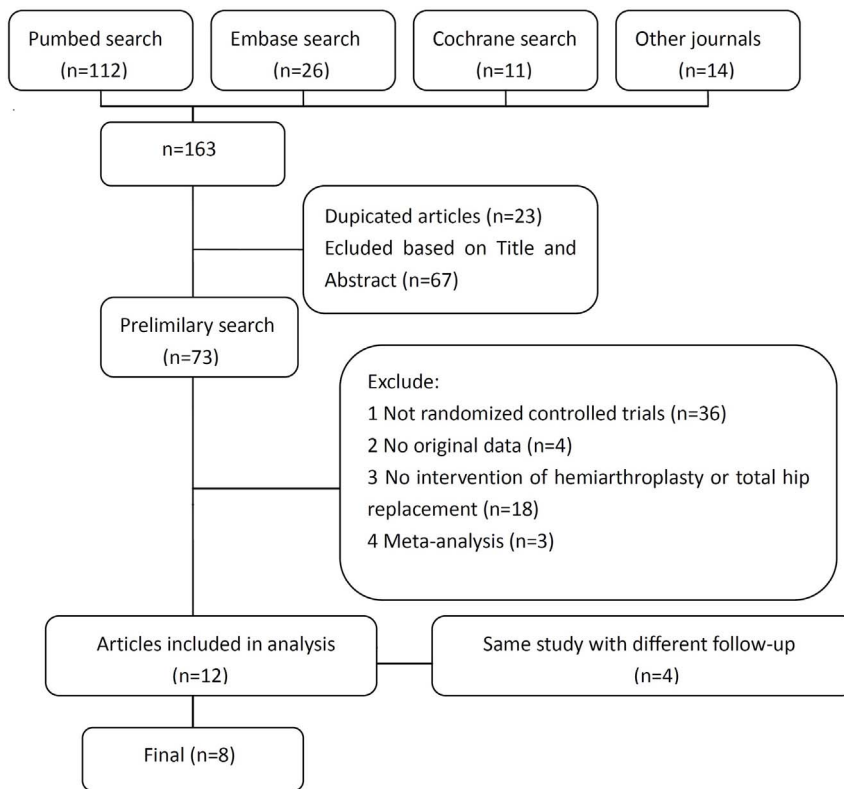 Pumbed search
(n=112)
Embase search
(n=26)
Cochrane search
(n=11)
Other journals
(n=14)
n=163
Dupicated articles (n=23)
Ecluded based on Title and
Abstract (n=67)
Prelimilary search
(n=73)
Exclude:
1 Not randomized controlled trials (n=36)
2 No original data (n=4)
3 No intervention of hemiarthroplasty or total hip
replacement (n=18)
4 Meta-analysis (n=3)
Articles included in analysis
(n=12)
Same study with different follow-up
(n=4)
Final (n=8)